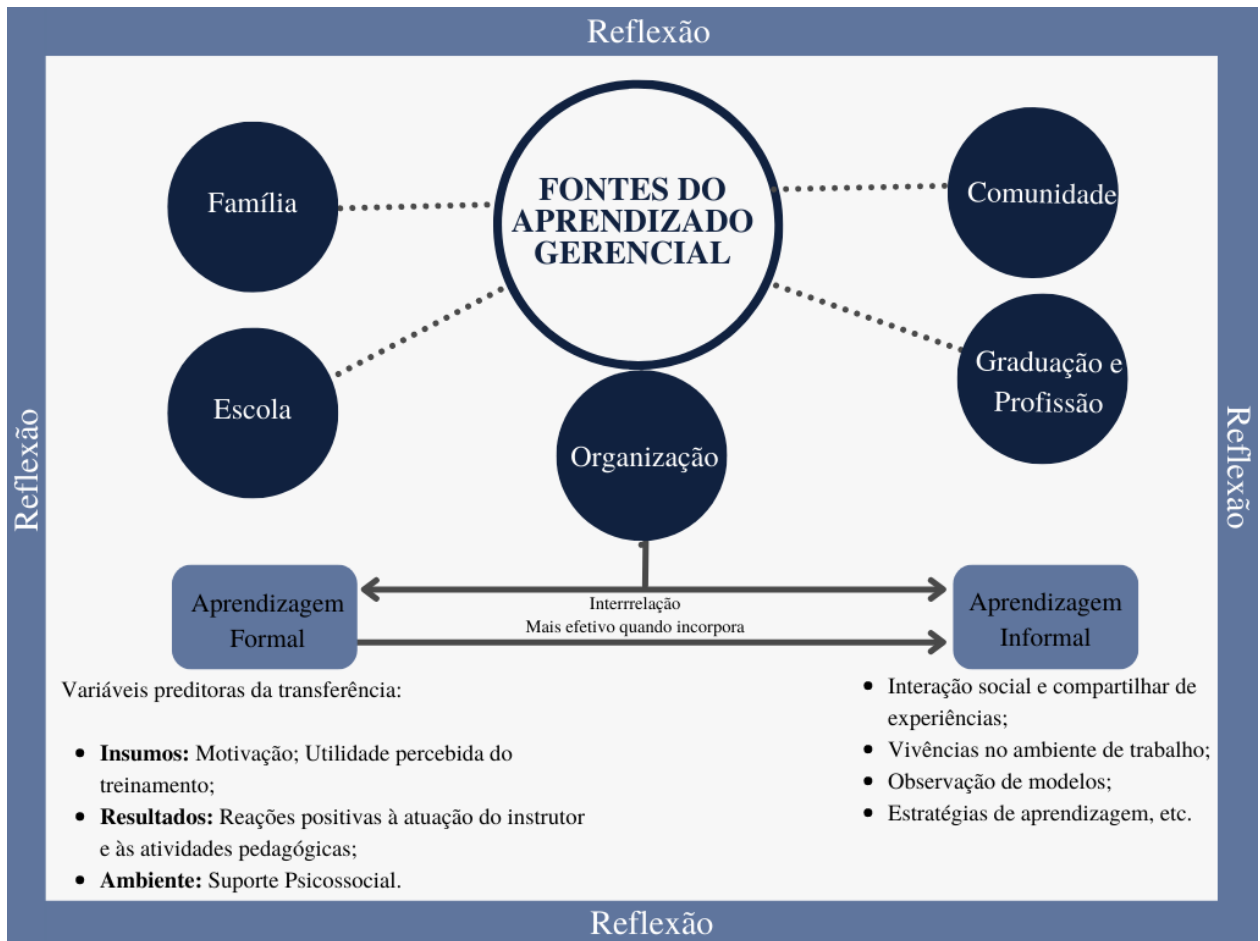 Reflexão
FONTES DO
APRENDIZADO
GERENCIAL
Família
Comunidade
Escola
Graduação e
Profissão
Organização
Reflexão
Reflexão
Aprendizagem
Formal
Interrrelação
Mais efetivo quando incorpora
Aprendizagem
Informal
Variáveis preditoras da transferência:
• Insumos: Motivação; Utilidade percebida do
treinamento;
• Resultados: Reações positivas à atuação do instrutor
e às atividades pedagógicas;
• Ambiente: Suporte Psicossocial.
• Interação social e compartilhar de
experiências;
• Vivências no ambiente de trabalho;
• Observação de modelos;
• Estratégias de aprendizagem, etc.
Reflexão